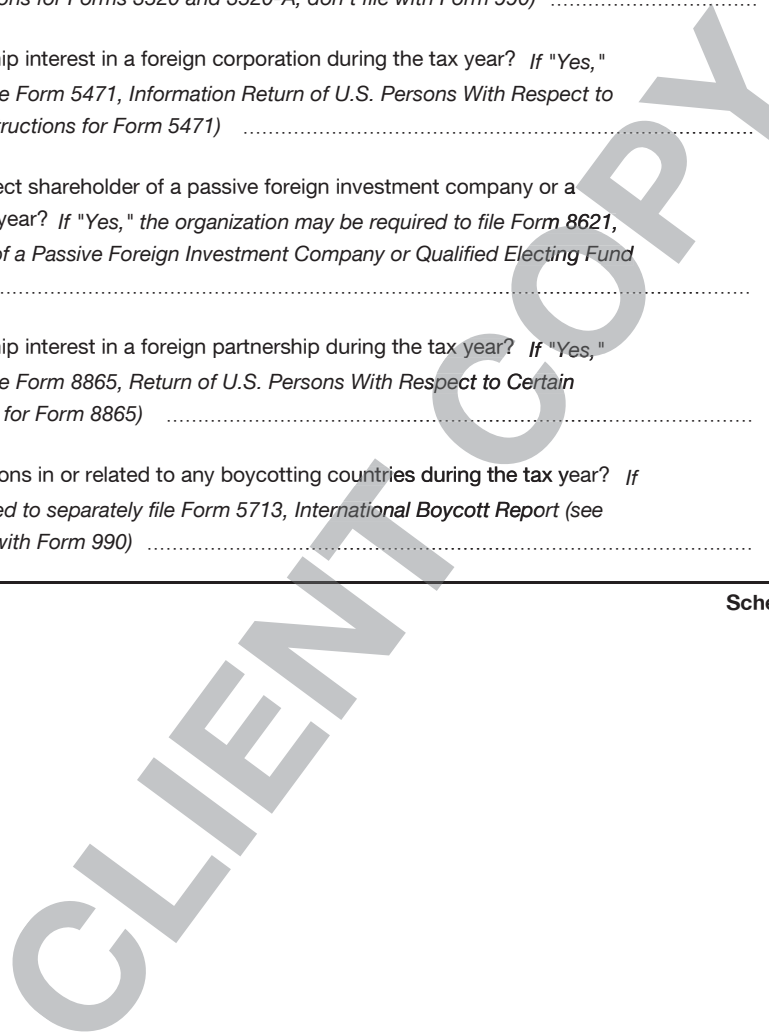 ons for Forms 3520 and 3520-A; don't file with Form 990) ........................................
ip interest in a foreign corporation during the tax year? If "Yes,"
e Form 5471, Information Return of U.S. Persons With Respect to
ructions for Form 5471) ........................................
ect shareholder of a passive foreign investment company or a
year? If "Yes," the organization may be required to file Form 8621,
of a Passive Foreign Investment Company or Qualified Electing Fund
........................................
ip interest in a foreign partnership during the tax year? If "Yes,"
e Form 8865, Return of U.S. Persons With Respect to Certain
for Form 8865) ........................................
ons in or related to any boycotting countries during the tax year? If
ed to separately file Form 5713, International Boycott Report (see
with Form 990) ........................................
Sche
CLIENT COPY